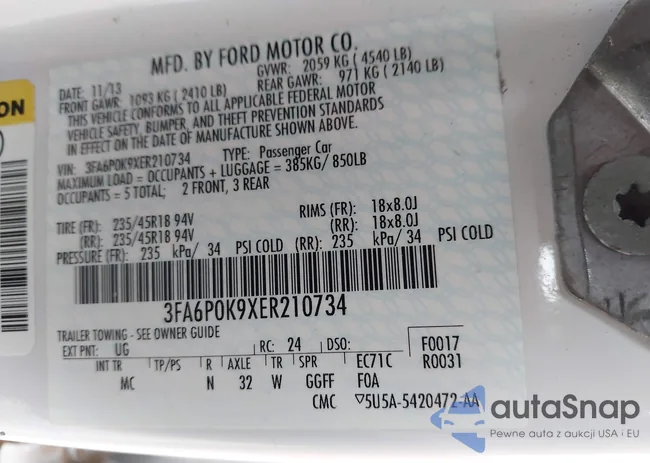 MFD. BY FORD MOTOR CO.
DATE: 11/13 GVWR: 2059 KG ( 4540 LB)
FRONT GAWR: 1093 KG ( 2410 LB) REAR GAWR: 971 KG ( 2140 LB)
THIS VEHICLE CONFORMS TO ALL APPLICABLE FEDERAL MOTOR
VEHICLE SAFETY, BUMPER, AND THEFT PREVENTION STANDARDS
IN EFFECT ON THE DATE OF MANUFACTURE SHOWN ABOVE.
VIN: 3FA6P0K9XER210734 TYPE: Passenger Car
MAXIMUM LOAD = OCCUPANTS + LUGGAGE = 385KG/ 850LB
OCCUPANTS = 5 TOTAL; 2 FRONT, 3 REAR
TIRE (FR): 235/45R18 94V RIMS (FR): 18x8.0J
(RR): 235/45R18 94V (RR): 18x8.0J
PRESSURE (FR): 235 kPa/ 34 PSI COLD (RR): 235 kPa/ 34 PSI COLD
3FA6P0K9XER210734
TRAILER TOWING - SEE OWNER GUIDE
EXT PNT: UG RC: 24 DSO: F0017
INT TR TP/PS R AXLE TR SPR EC71C R0031
MC N 32 W GGFF F0A
CMC ▽5U5A-5420472-AA
ON
autaSnap
Pewne auta z aukcji USA i EU